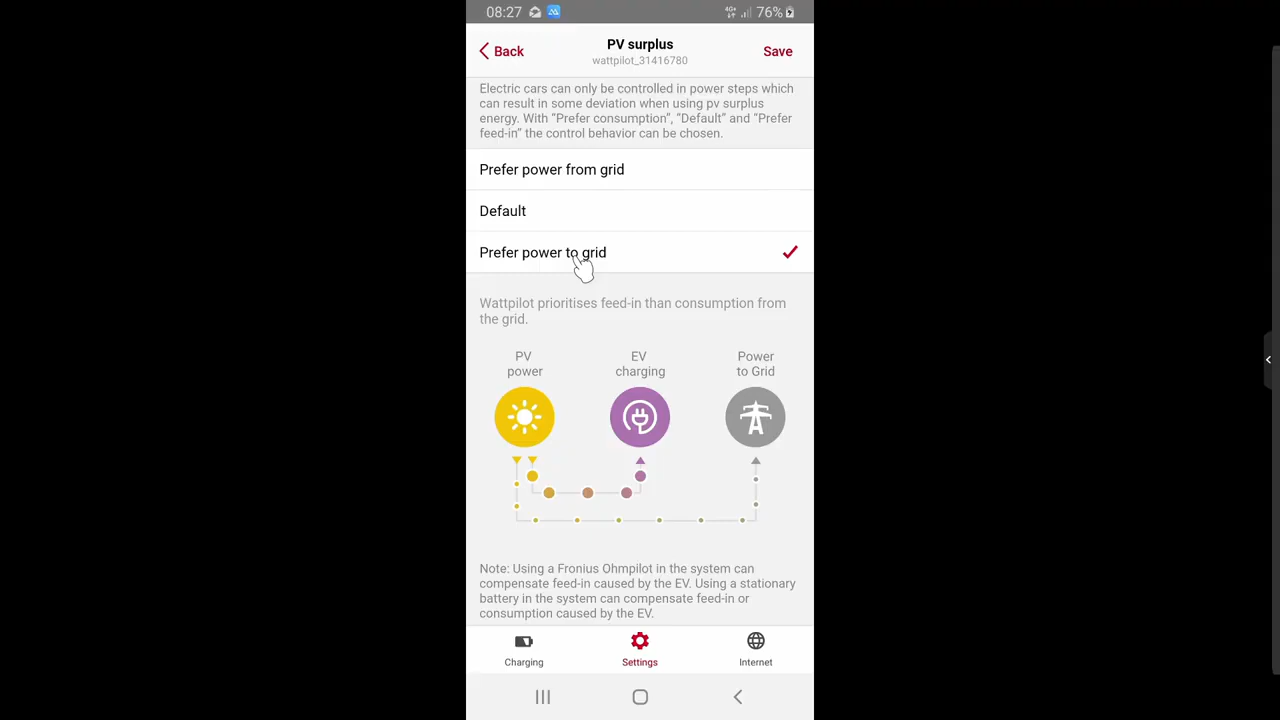 08:27
4G+
76%
Back
PV surplus
Save
wattpilot_31416780
Electric cars can only be controlled in power steps which
can result in some deviation when using pv surplus
energy. With “Prefer consumption”, “Default” and “Prefer
feed-in” the control behavior can be chosen.
Prefer power from grid
Default
Prefer power to grid
Wattpilot prioritises feed-in than consumption from
the grid.
PV
power
EV
charging
Power
to Grid
Note: Using a Fronius Ohmpilot in the system can
compensate feed-in caused by the EV. Using a stationary
battery in the system can compensate feed-in or
consumption caused by the EV.
Charging
Settings
Internet